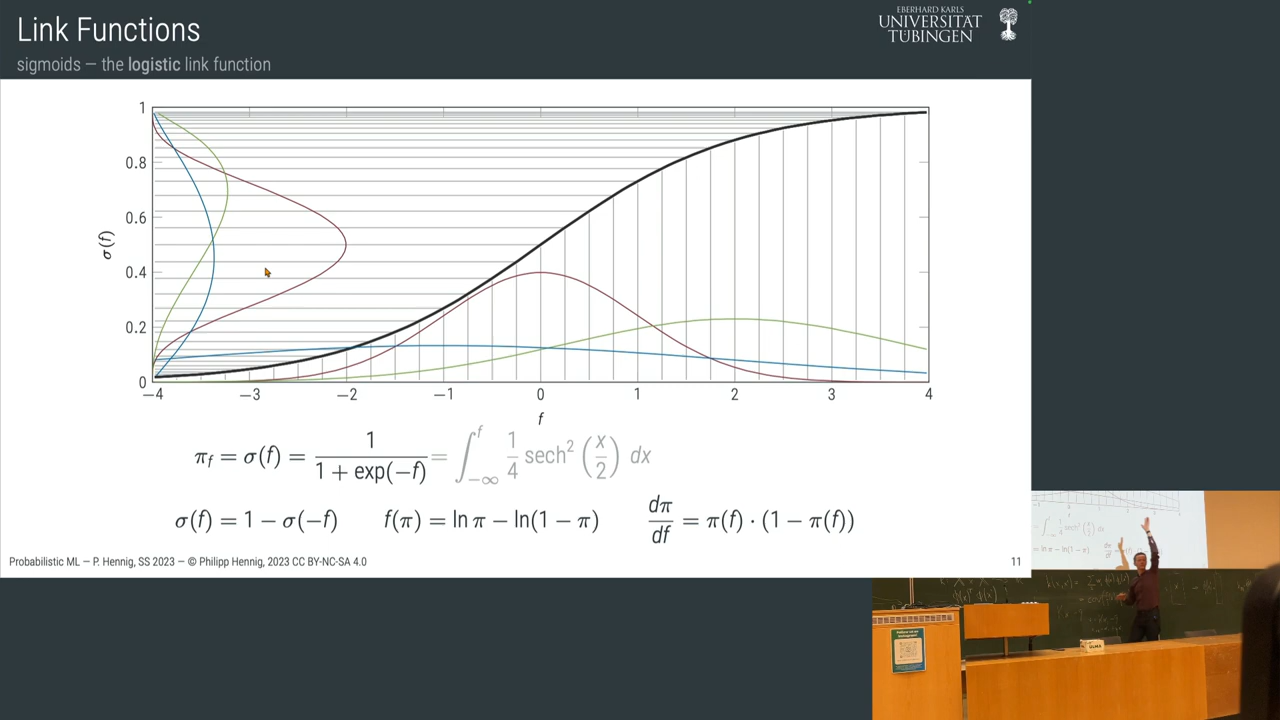 Link Functions
sigmoids — the logistic link function
EBERHARD KARLS
UNIVERSITÄT
TÜBINGEN
1
0.8
0.6
0.4
0.2
0
σ(f)
−4 −3 −2 −1 0 1 2 3 4
f
π_f = σ(f) = 1 / (1 + exp(−f)) = ∫_{−∞}^{f} 1/4 sech² (x/2) dx
σ(f) = 1 − σ(−f) f(π) = ln π − ln(1 − π) dπ/df = π(f) · (1 − π(f))
Probabilistic ML — P. Hennig, SS 2023 — © Philipp Hennig, 2023 CC BY-NC-SA 4.0 11